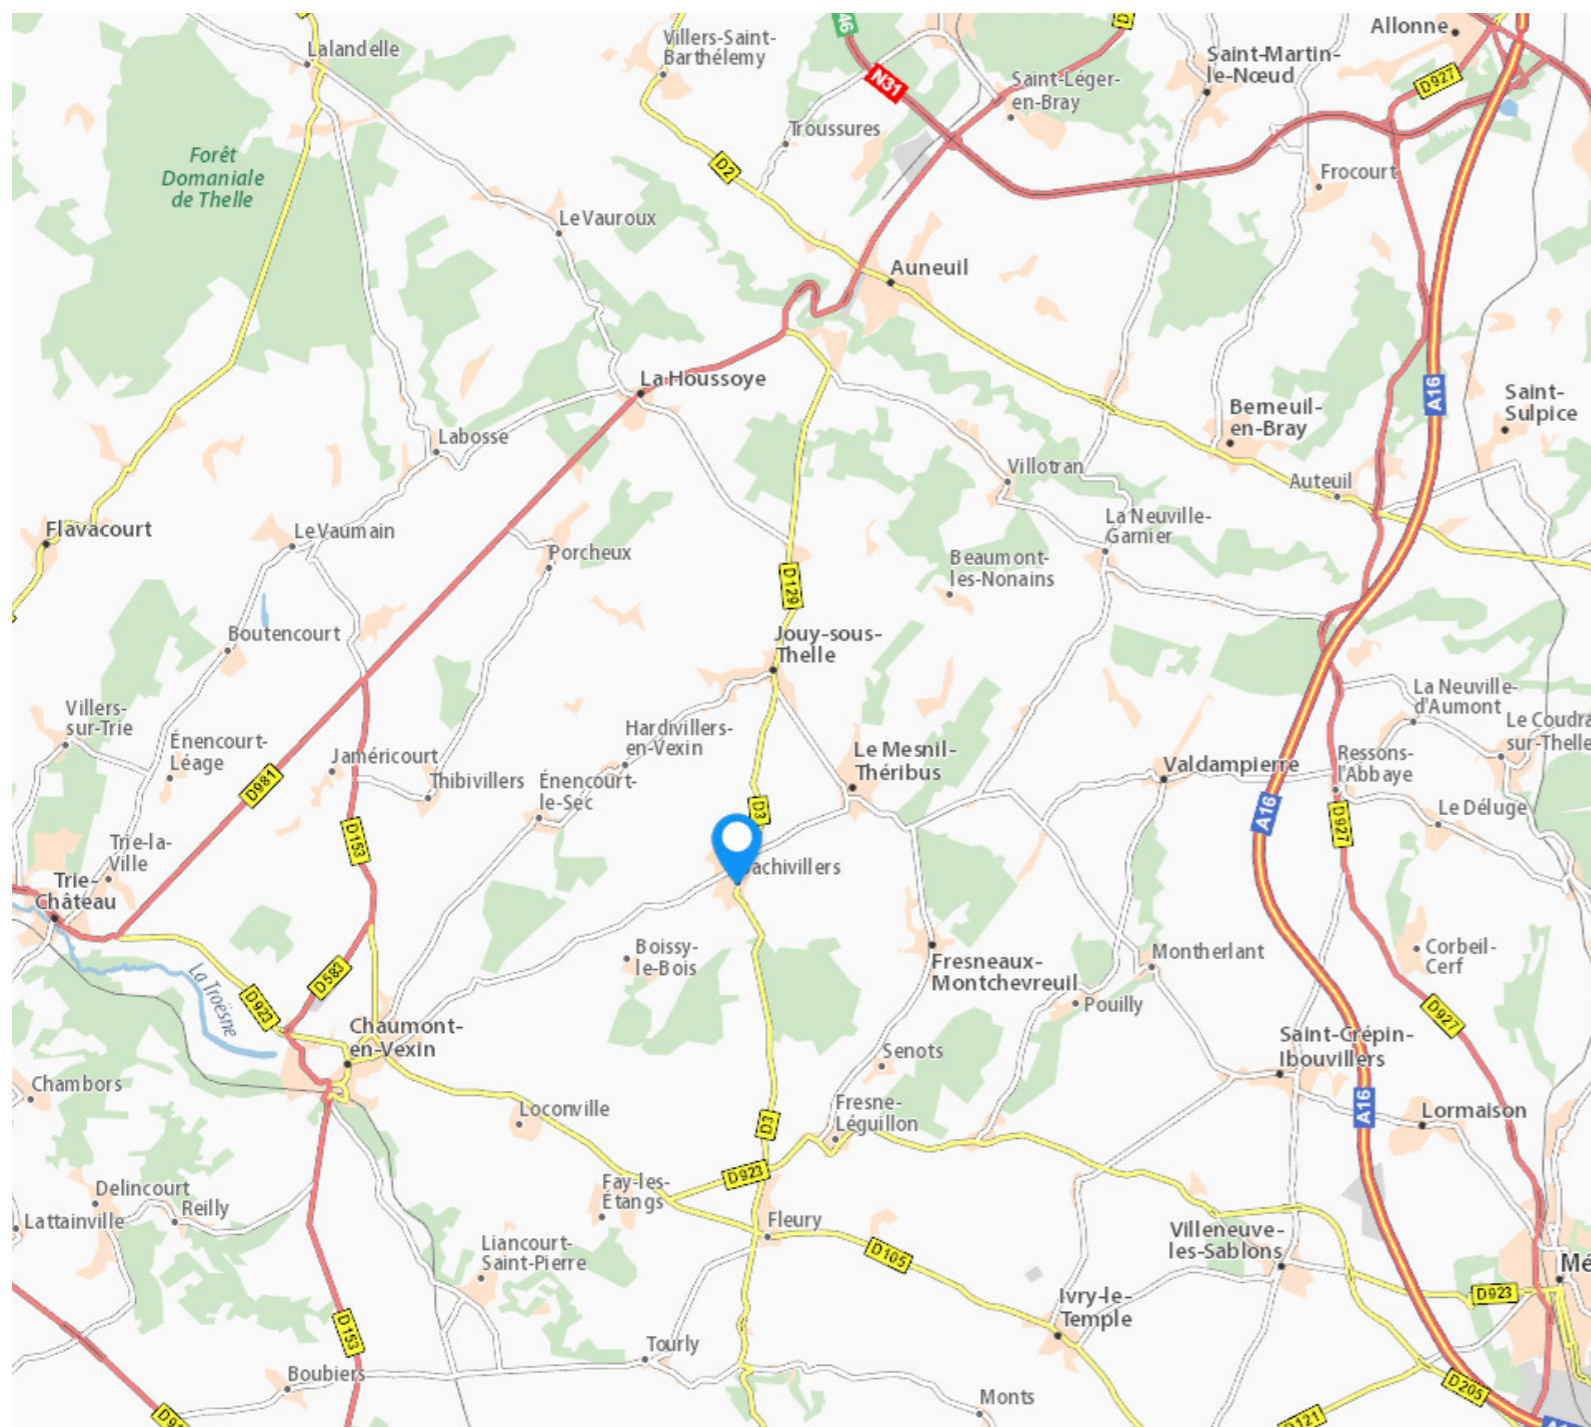 Lalandelle
Villers-Saint-
Barthélemy
Allonne
Saint-Martin-
le-Nœud
D927
N31
Saint-Léger-
en-Bray
Troussures
Forêt
Domaniale
de Thelle
D2
Frocourt
Le Vauroux
Auneuil
La Houssoye
A16
Saint-
Sulpice
Berneuil-
en-Bray
Labosse
Villotran
Auteuil
Flavacourt
Le Vaumain
La Neuville-
Garnier
Porcheux
Beaumont-
les-Nonains
D129
Boutencourt
Jouy-sous-
Thelle
Villers-
sur-Trie
La Neuville-
d'Aumont
Le Coudra
sur-Thelle
Énencourt-
Léage
Hardivillers-
en-Vexin
Jaméricourt
Le Mesnil-
Théribus
Valdampierre
Ressons-
l'Abbaye
D981
Thibivillers
Énencourt-
le-Sec
D3
A16
D927
Le Déluge
D153
Trie-la-
Ville
achivillers
Trie-
Château
Boissy-
le-Bois
Fresneaux-
Montchevreuil
Montherlant
Corbeil-
Cerf
D583
La Troësne
D923
Pouilly
D927
Chaumont-
en-Vexin
Saint-Crépin-
Ibouvillers
Senots
Chambors
Loconville
Fresne-
Léguillon
D3
A16
Lormaison
D923
Delincourt
Reilly
Lattainville
Fay-les-
Étangs
Fleury
Liancourt-
Saint-Pierre
D105
Villeneuve-
les-Sablons
Mé
D923
Ivry-le-
Temple
D153
Tourly
Boubiers
D205
Monts
D121